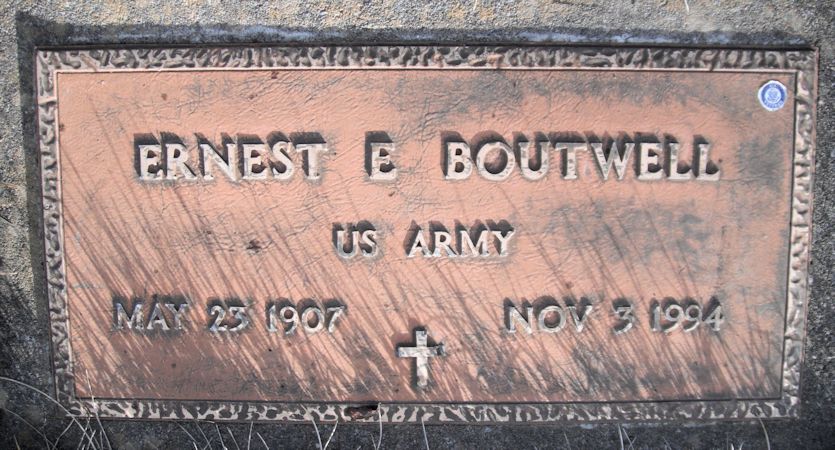 ERNEST E BOUTWELL
US ARMY
MAY 23 1907 NOV 3 1994